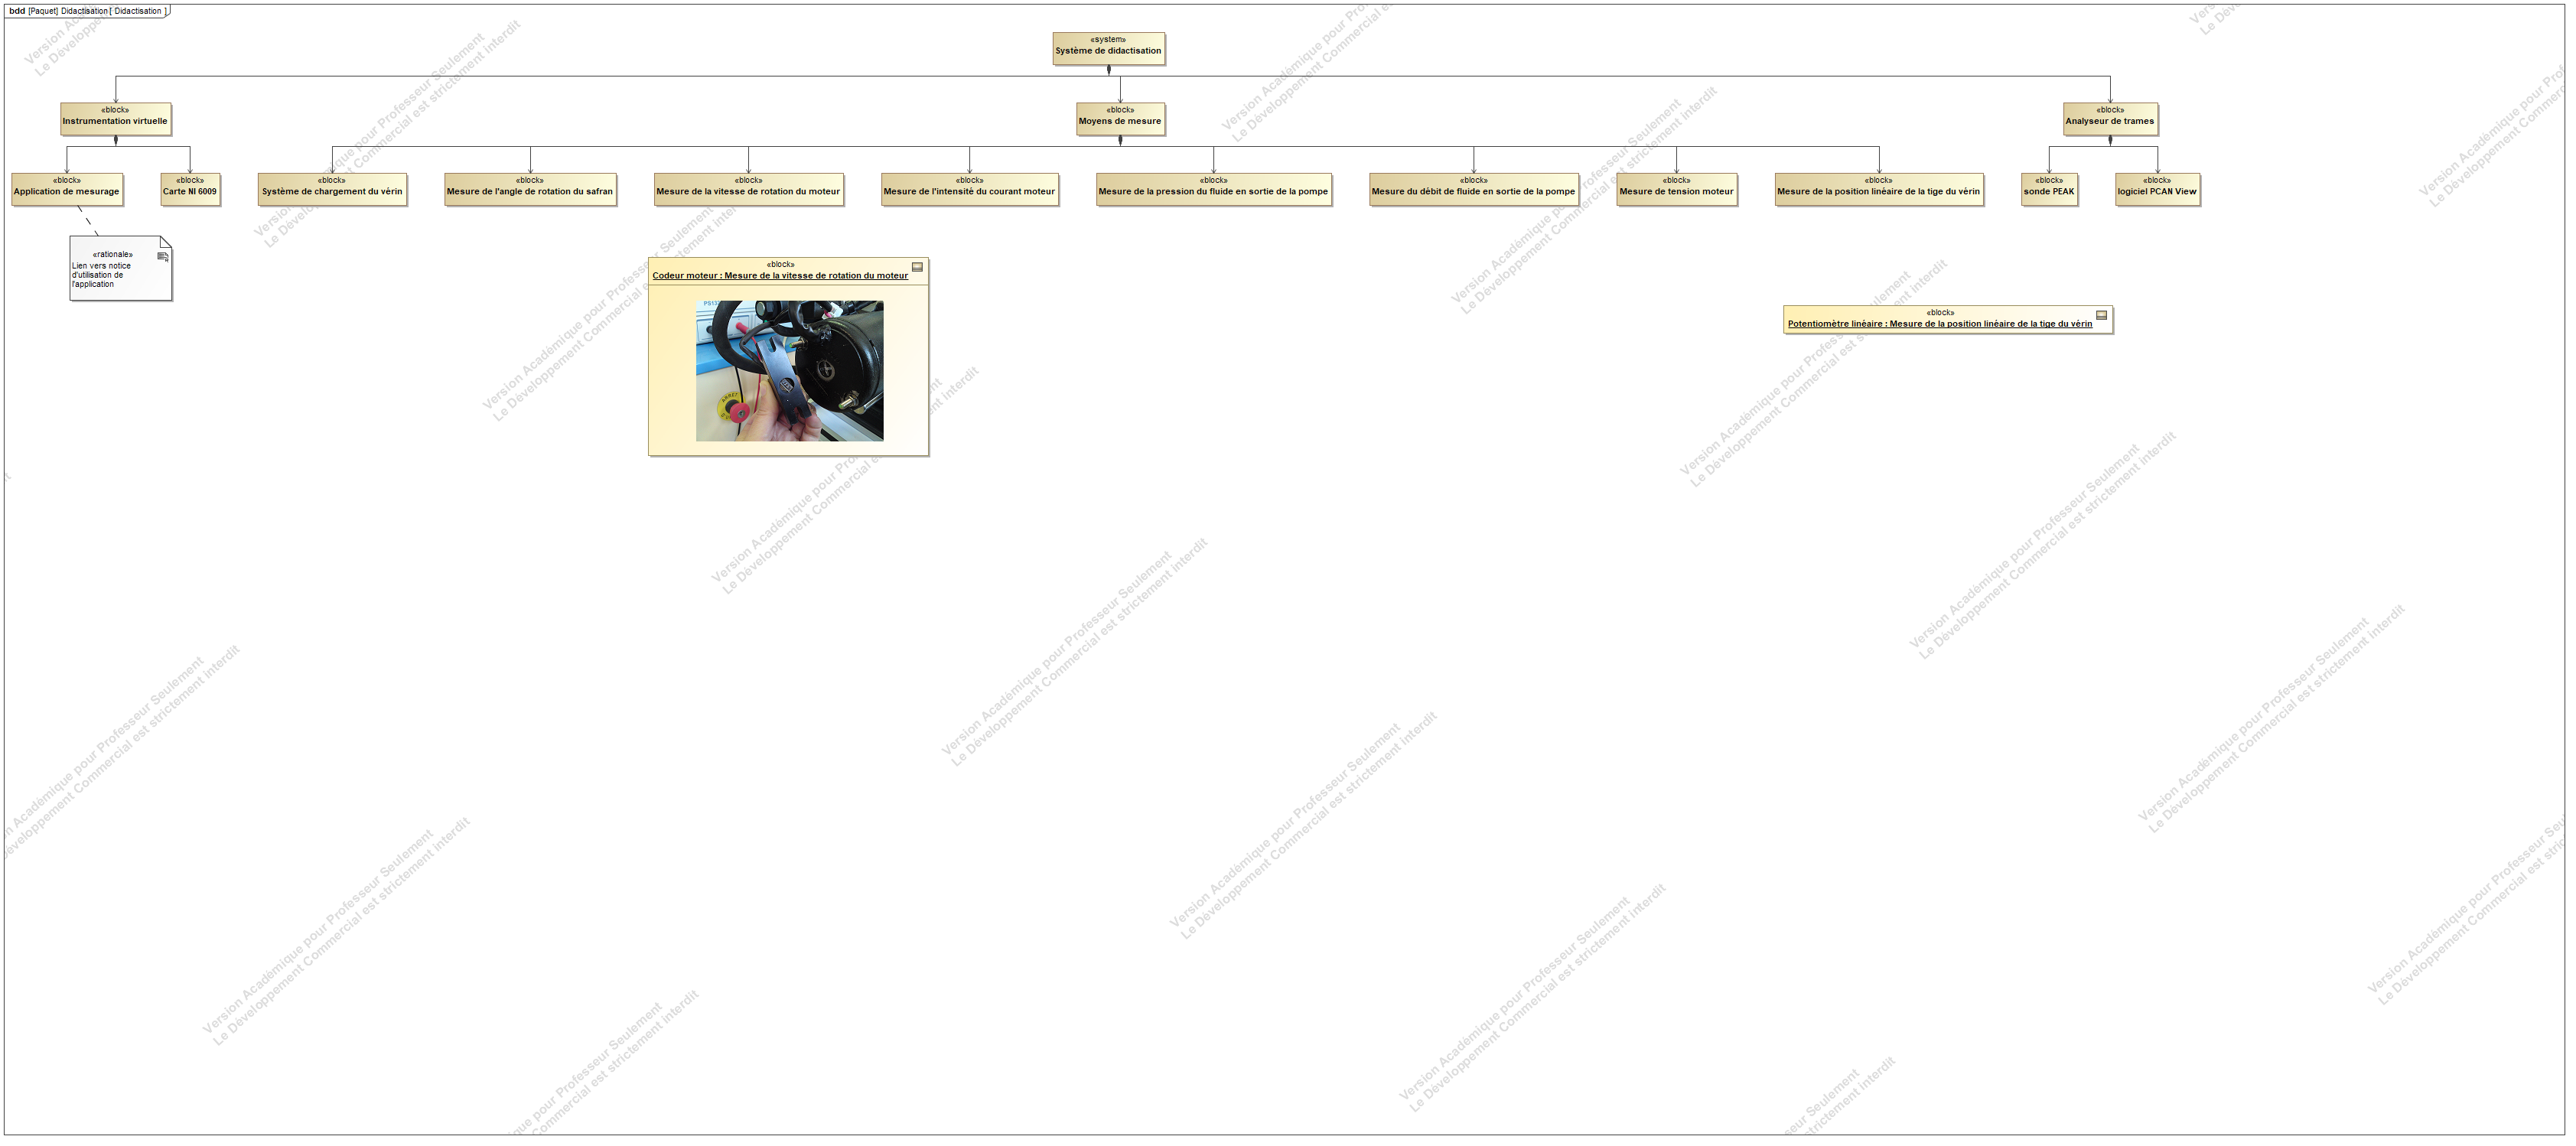 bdd [Paquet] Didactisation [ Didactisation ]
«system»
Système de didactisation
«block»
Instrumentation virtuelle
«block»
Moyens de mesure
«block»
Analyseur de trames
«block»
Application de mesurage
«block»
Carte NI 6009
«block»
Système de chargement du vérin
«block»
Mesure de l'angle de rotation du safran
«block»
Mesure de la vitesse de rotation du moteur
«block»
Mesure de l'intensité du courant moteur
«block»
Mesure de la pression du fluide en sortie de la pompe
«block»
Mesure du débit de fluide en sortie de la pompe
«block»
Mesure de tension moteur
«block»
Mesure de la position linéaire de la tige du vérin
«block»
sonde PEAK
«block»
logiciel PCAN View
«rationale»
Lien vers notice
d'utilisation de
l'application
«block»
Codeur moteur : Mesure de la vitesse de rotation du moteur
ARRET
«block»
Potentiomètre linéaire : Mesure de la position linéaire de la tige du vérin
Version Académique pour Professeur Seulement
Le Développement Commercial est strictement interdit